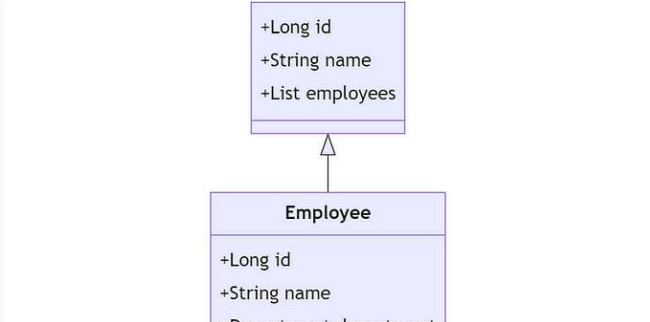 +Long id
+String name
+List employees
Employee
+Long id
+String name